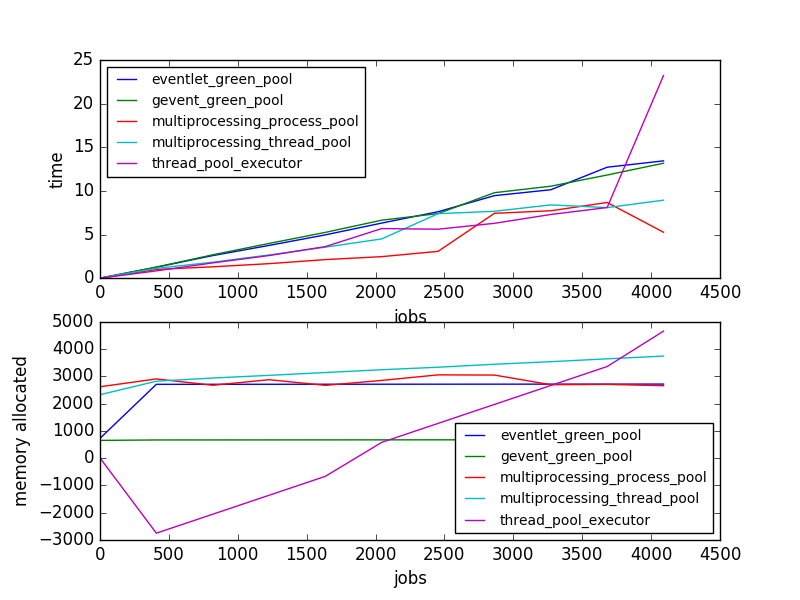 25
20
15
10
5
0
time
eventlet_green_pool
gevent_green_pool
multiprocessing_process_pool
multiprocessing_thread_pool
thread_pool_executor
0 500 1000 1500 2000 2500 3000 3500 4000 4500
jobs
5000
4000
3000
2000
1000
0
−1000
−2000
−3000
memory allocated
eventlet_green_pool
gevent_green_pool
multiprocessing_process_pool
multiprocessing_thread_pool
thread_pool_executor
0 500 1000 1500 2000 2500 3000 3500 4000 4500
jobs